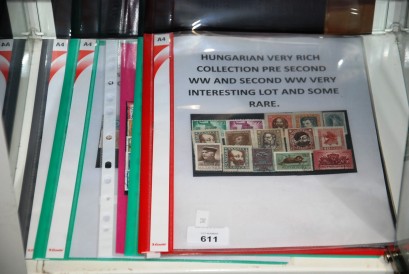 AA
A4
A4
A4
HUNGARIAN VERY RICH
COLLECTION PRE SECOND
WW AND SECOND WW VERY
INTERESTING LOT AND SOME
RARE.
611